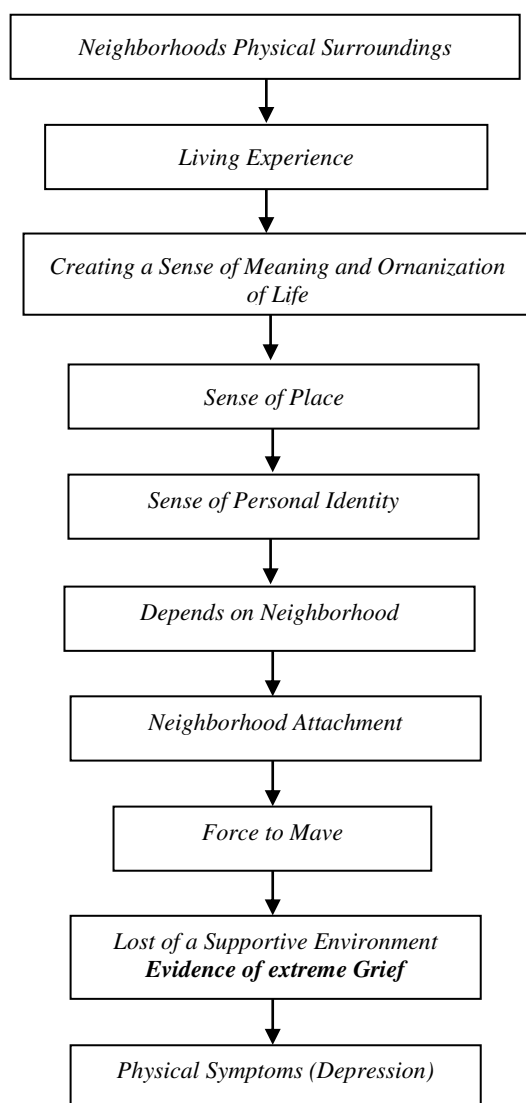 Neighborhoods Physical Surroundings
Living Experience
Creating a Sense of Meaning and Ornanization
of Life
Sense of Place
Sense of Personal Identity
Depends on Neighborhood
Neighborhood Attachment
Force to Mave
Lost of a Supportive Environment
Evidence of extreme Grief
Physical Symptoms (Depression)